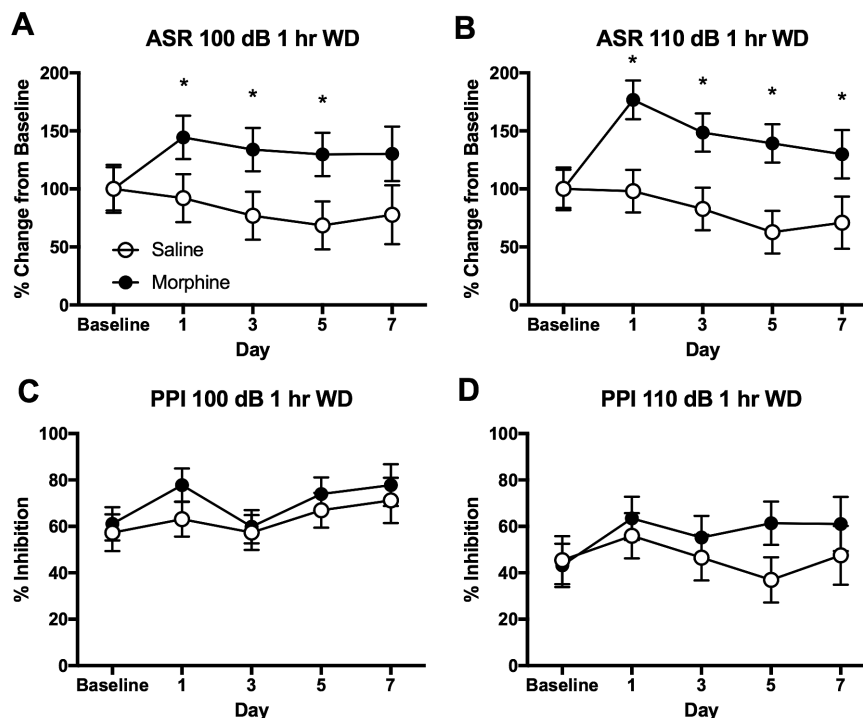 A
ASR 100 dB 1 hr WD
% Change from Baseline
200
*
*
*
150
100
50
0
Saline
Morphine
Baseline 1 3 5 7
Day
B
ASR 110 dB 1 hr WD
% Change from Baseline
200
*
*
*
*
150
100
50
0
Baseline 1 3 5 7
Day
C
PPI 100 dB 1 hr WD
% Inhibition
100
80
60
40
20
0
Baseline 1 3 5 7
Day
D
PPI 110 dB 1 hr WD
% Inhibition
100
80
60
40
20
0
Baseline 1 3 5 7
Day